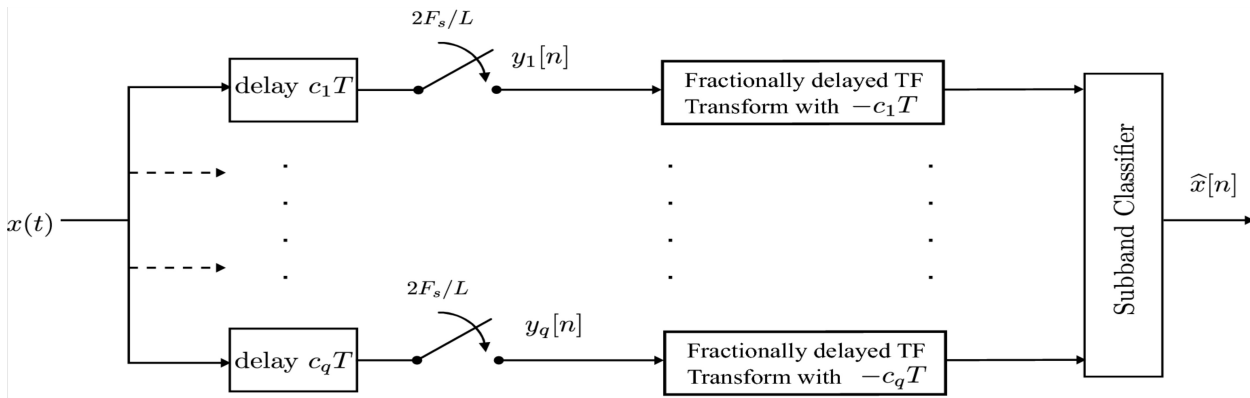 2F_s/L
delay c_1T
y_1[n]
Fractionally delayed TF
Transform with −c_1T
x(t)
Subband Classifier
x̂[n]
2F_s/L
delay c_qT
y_q[n]
Fractionally delayed TF
Transform with −c_qT